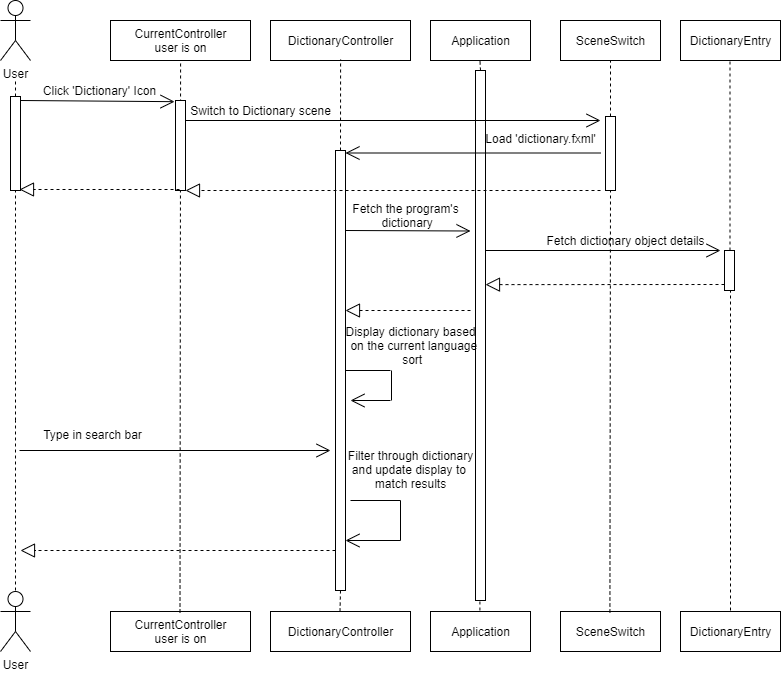 CurrentController
user is on
DictionaryController
Application
SceneSwitch
DictionaryEntry
User
Click 'Dictionary' Icon
Switch to Dictionary scene
Load 'dictionary.fxml'
Fetch the program's
dictionary
Fetch dictionary object details
Display dictionary based
on the current language
sort
Type in search bar
Filter through dictionary
and update display to
match results
CurrentController
user is on
DictionaryController
Application
SceneSwitch
DictionaryEntry
User